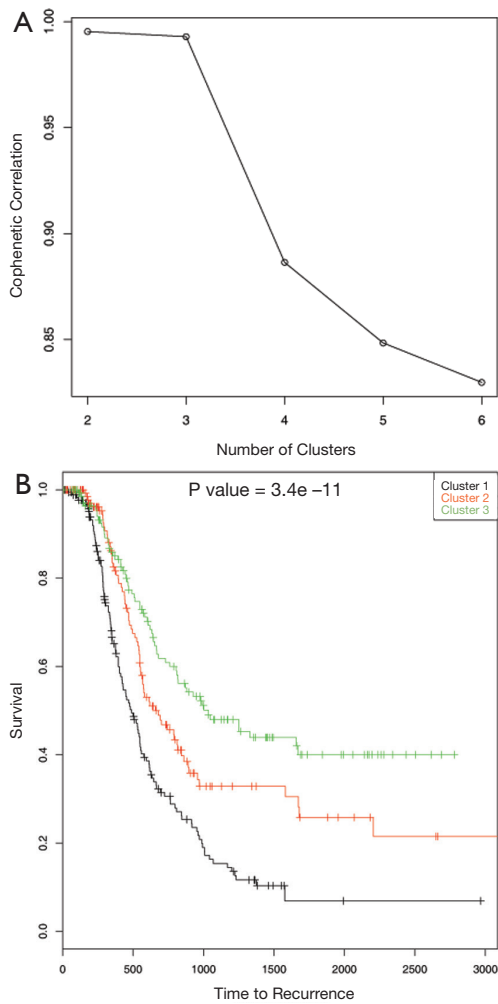 A
1.00
0.95
0.90
0.85
Cophenetic Correlation
2 3 4 5 6
Number of Clusters
B
P value = 3.4e –11
Cluster 1
Cluster 2
Cluster 3
1.0
0.8
0.6
0.4
0.2
0.0
Survival
0 500 1000 1500 2000 2500 3000
Time to Recurrence